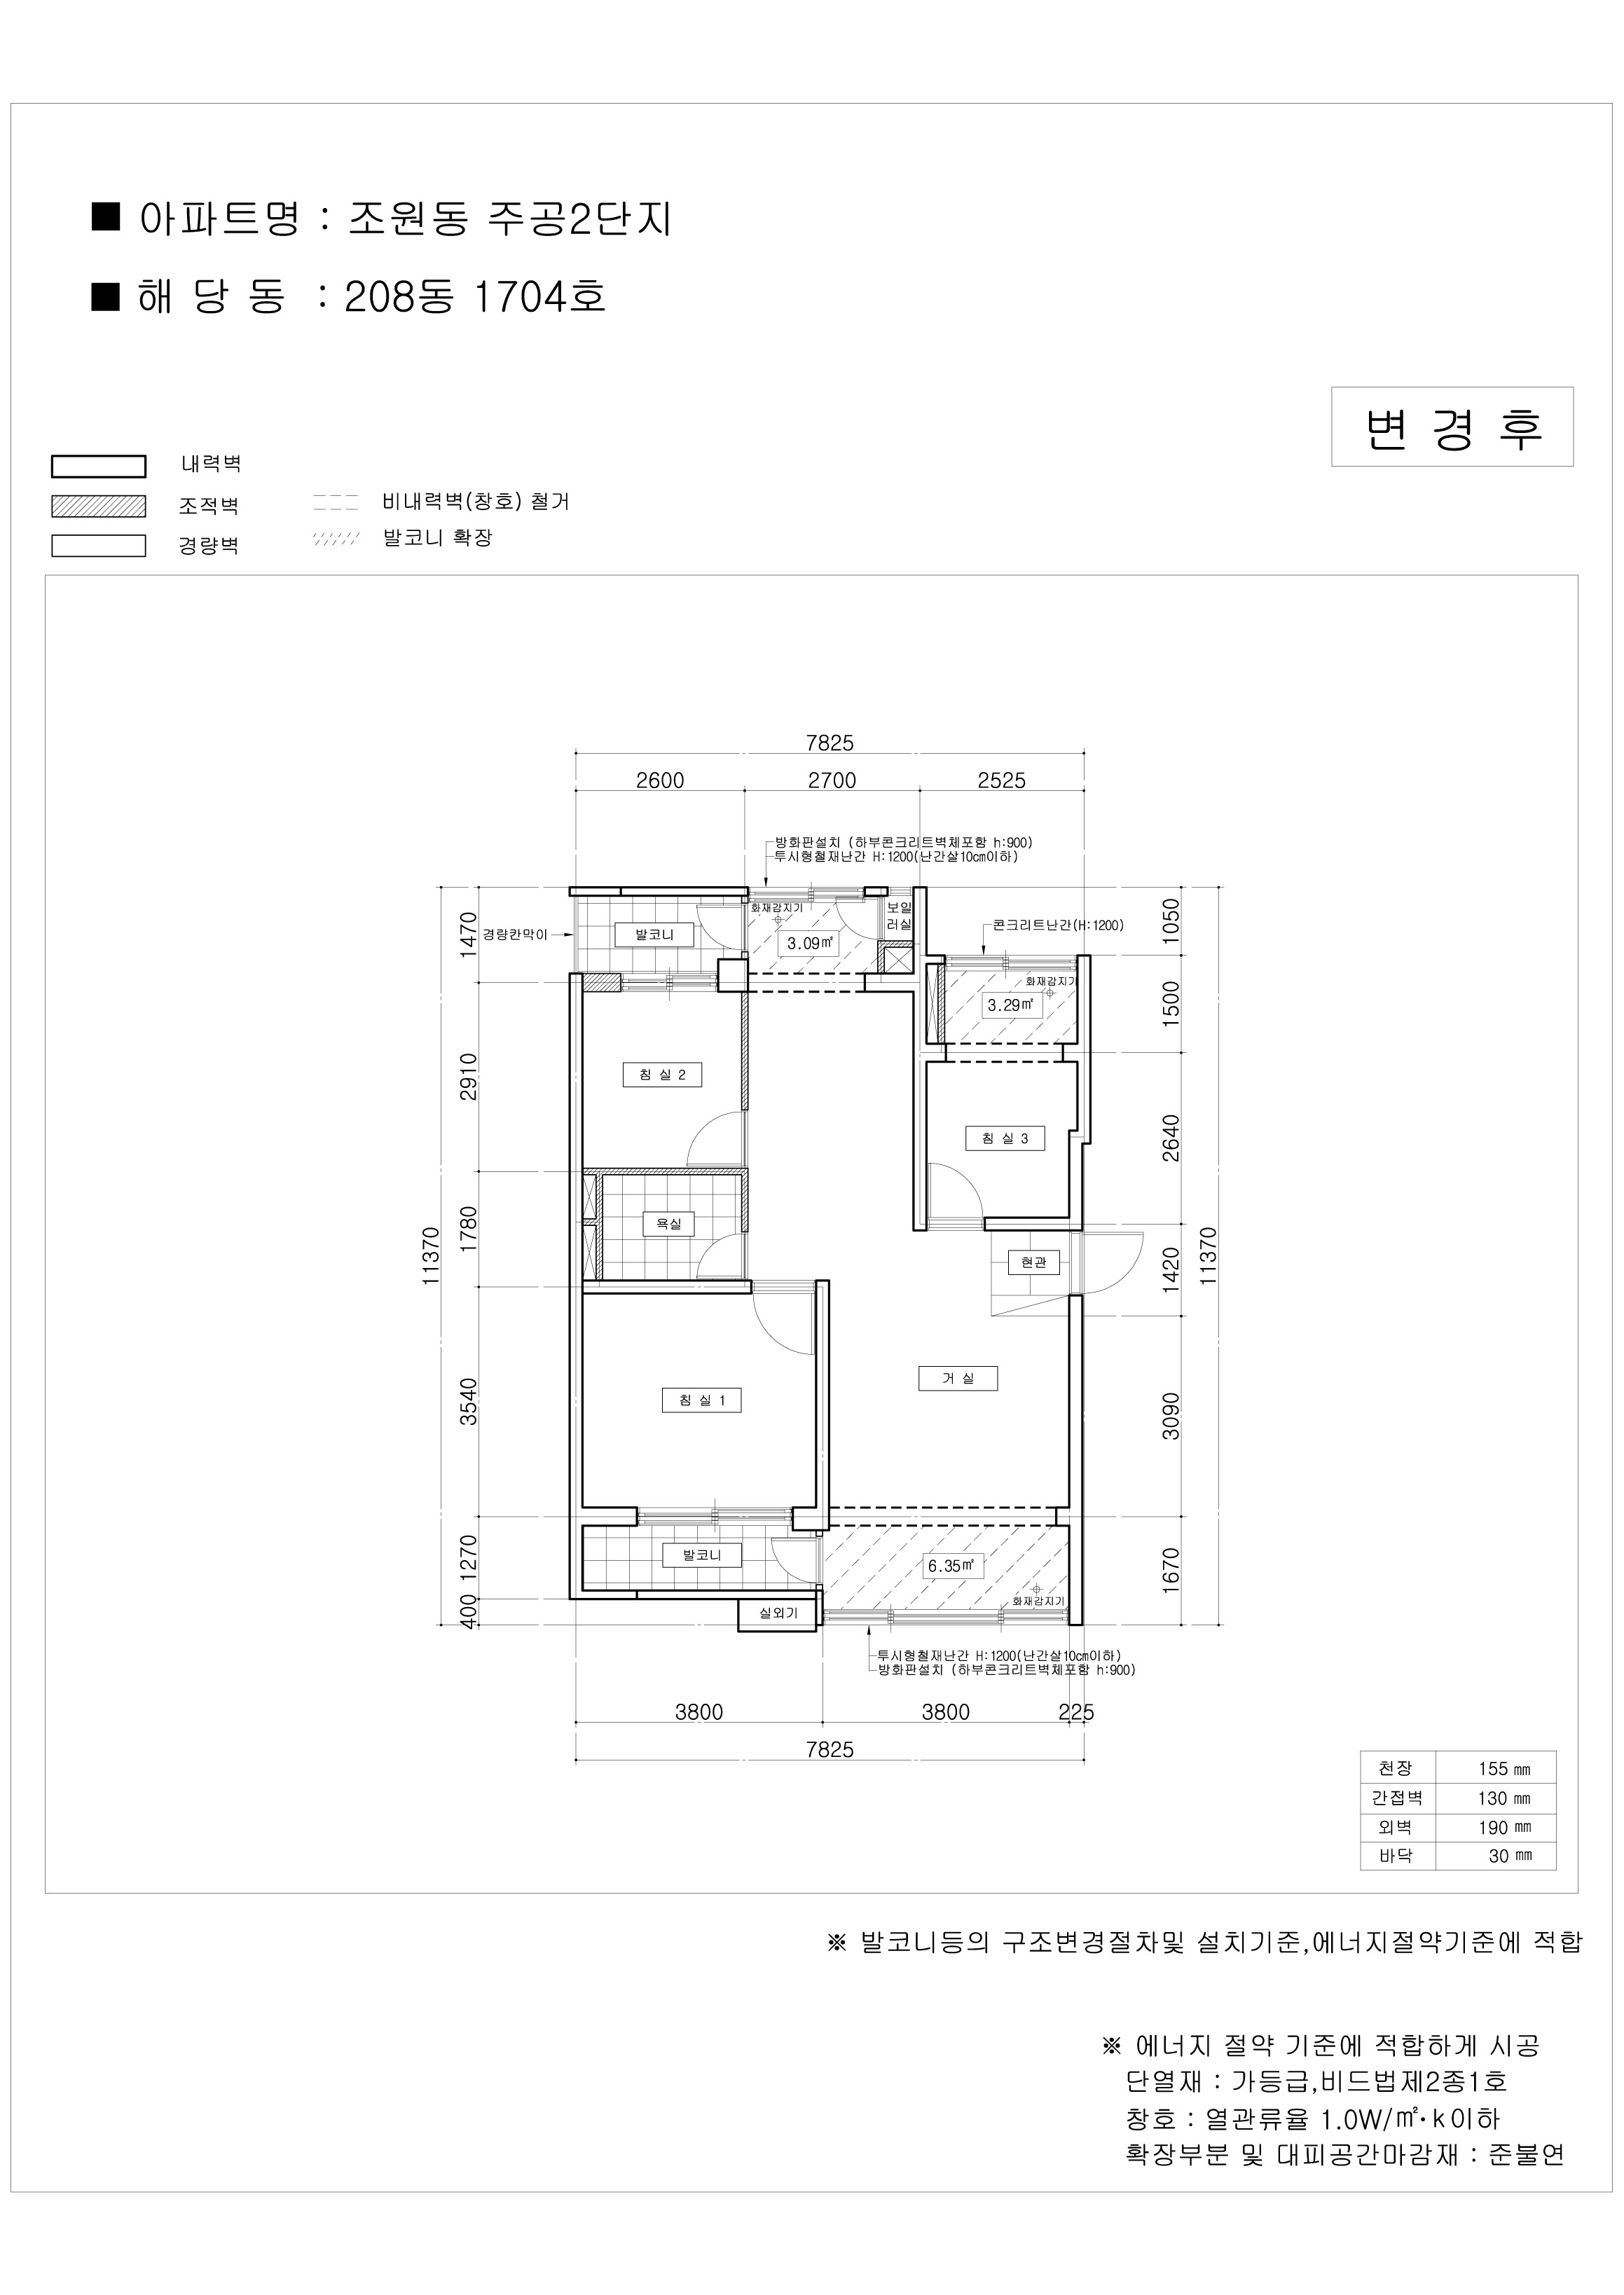 ■ 아파트명 : 조원동 주공2단지
■ 해 당 동 : 208동 1704호
변 경 후
내력벽
조적벽
경량벽
비내력벽(창호) 철거
발코니 확장
7825
2600 2700 2525
방화판설치 (하부콘크리트벽체포함 h:900)
투시형철재난간 H:1200(난간살10cm이하)
경량칸막이
발코니
화재감지기
3.09㎡
보일
러실
콘크리트난간(H:1200)
화재감지기
3.29㎡
침 실 2
침 실 3
욕실
현관
거 실
침 실 1
발코니
6.35㎡
화재감지기
실외기
투시형철재난간 H:1200(난간살10cm이하)
방화판설치 (하부콘크리트벽체포함 h:900)
11370
1470
2910
1780
3540
1270
400
1050
1500
2640
1420
3090
1670
11370
3800 3800 225
7825
천장 155 ㎜
간접벽 130 ㎜
외벽 190 ㎜
바닥 30 ㎜
※ 발코니등의 구조변경절차및 설치기준,에너지절약기준에 적합
※ 에너지 절약 기준에 적합하게 시공
단열재 : 가등급,비드법제2종1호
창호 : 열관류율 1.0W/㎡·k이하
확장부분 및 대피공간마감재 : 준불연